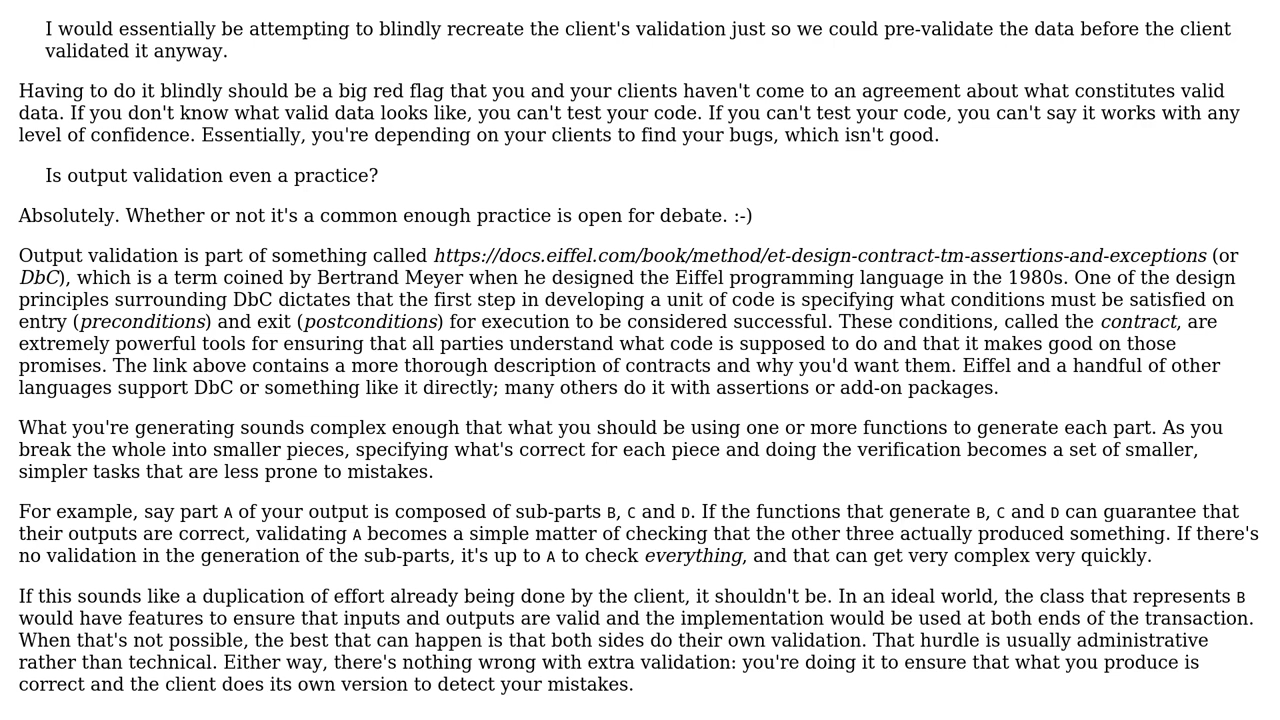 I would essentially be attempting to blindly recreate the client's validation just so we could pre-validate the data before the client
validated it anyway.
Having to do it blindly should be a big red flag that you and your clients haven't come to an agreement about what constitutes valid
data. If you don't know what valid data looks like, you can't test your code. If you can't test your code, you can't say it works with any
level of confidence. Essentially, you're depending on your clients to find your bugs, which isn't good.
Is output validation even a practice?
Absolutely. Whether or not it's a common enough practice is open for debate. :-)
Output validation is part of something called https://docs.eiffel.com/book/method/et-design-contract-tm-assertions-and-exceptions (or
DbC), which is a term coined by Bertrand Meyer when he designed the Eiffel programming language in the 1980s. One of the design
principles surrounding DbC dictates that the first step in developing a unit of code is specifying what conditions must be satisfied on
entry (preconditions) and exit (postconditions) for execution to be considered successful. These conditions, called the contract, are
extremely powerful tools for ensuring that all parties understand what code is supposed to do and that it makes good on those
promises. The link above contains a more thorough description of contracts and why you'd want them. Eiffel and a handful of other
languages support DbC or something like it directly; many others do it with assertions or add-on packages.
What you're generating sounds complex enough that what you should be using one or more functions to generate each part. As you
break the whole into smaller pieces, specifying what's correct for each piece and doing the verification becomes a set of smaller,
simpler tasks that are less prone to mistakes.
For example, say part A of your output is composed of sub-parts B, C and D. If the functions that generate B, C and D can guarantee that
their outputs are correct, validating A becomes a simple matter of checking that the other three actually produced something. If there's
no validation in the generation of the sub-parts, it's up to A to check everything, and that can get very complex very quickly.
If this sounds like a duplication of effort already being done by the client, it shouldn't be. In an ideal world, the class that represents B
would have features to ensure that inputs and outputs are valid and the implementation would be used at both ends of the transaction.
When that's not possible, the best that can happen is that both sides do their own validation. That hurdle is usually administrative
rather than technical. Either way, there's nothing wrong with extra validation: you're doing it to ensure that what you produce is
correct and the client does its own version to detect your mistakes.